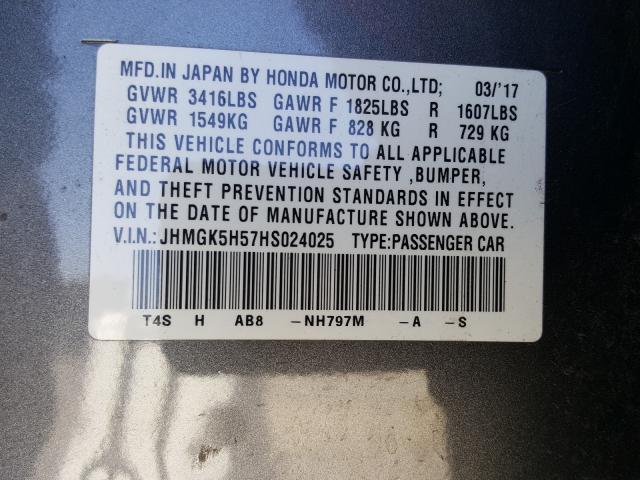 MFD.IN JAPAN BY HONDA MOTOR CO.,LTD; 03/'17
GVWR 3416LBS GAWR F 1825LBS R 1607LBS
GVWR 1549KG GAWR F 828 KG R 729 KG
THIS VEHICLE CONFORMS TO ALL APPLICABLE
FEDERAL MOTOR VEHICLE SAFETY ,BUMPER,
AND THEFT PREVENTION STANDARDS IN EFFECT
ON THE DATE OF MANUFACTURE SHOWN ABOVE.
V.I.N.:JHMGK5H57HS024025 TYPE:PASSENGER CAR
T4S H AB8 -NH797M -A -S